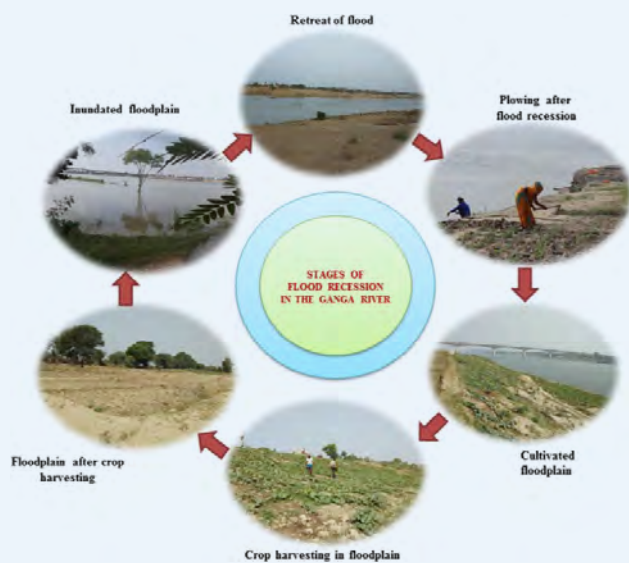 Retreat of flood
Inundated floodplain
Plowing after
flood recession
STAGES OF
FLOOD RECESSION
IN THE GANGA RIVER
Floodplain after crop
harvesting
Cultivated
floodplain
Crop harvesting in floodplain